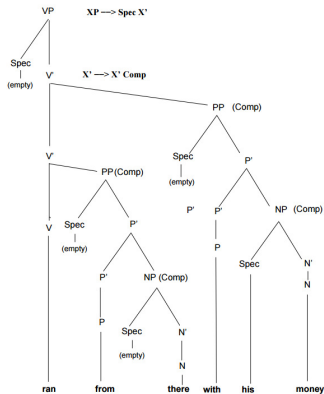 VP XP —> Spec X'
Spec
(empty) V' X' —> X' Comp
PP (Comp)
V' Spec P'
PP (Comp) (empty)
V Spec P' P' P' NP (Comp)
(empty) P
P' NP (Comp) Spec N'
N
P Spec N'
(empty)
N
ran from there with his money